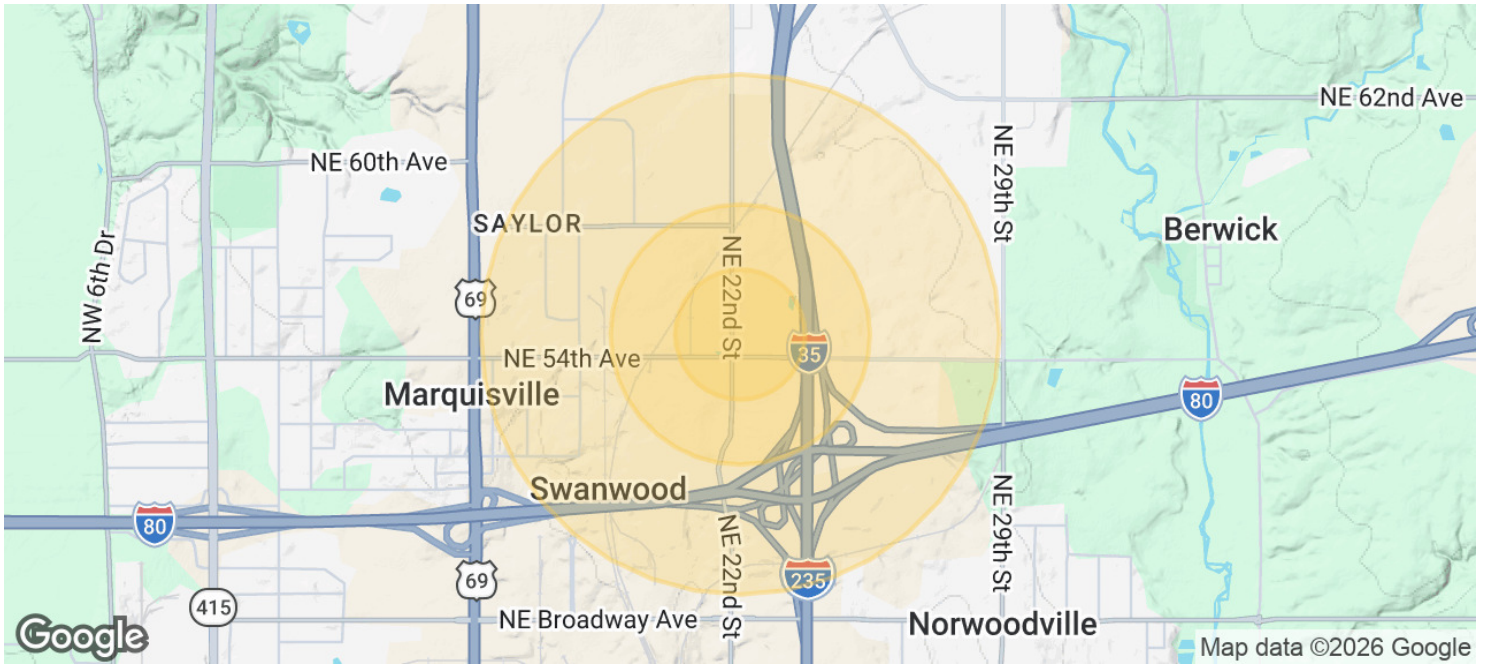 NE 62nd Ave
NE 60th Ave
NE 29th St
SAYLOR
Berwick
NW 6th Dr
NE 22nd St
69
35
NE 54th Ave
Marquisville
80
Swanwood
80
NE 29th St
NE 22nd St
69
235
415
NE Broadway Ave
Norwoodville
Google
Map data ©2026 Google